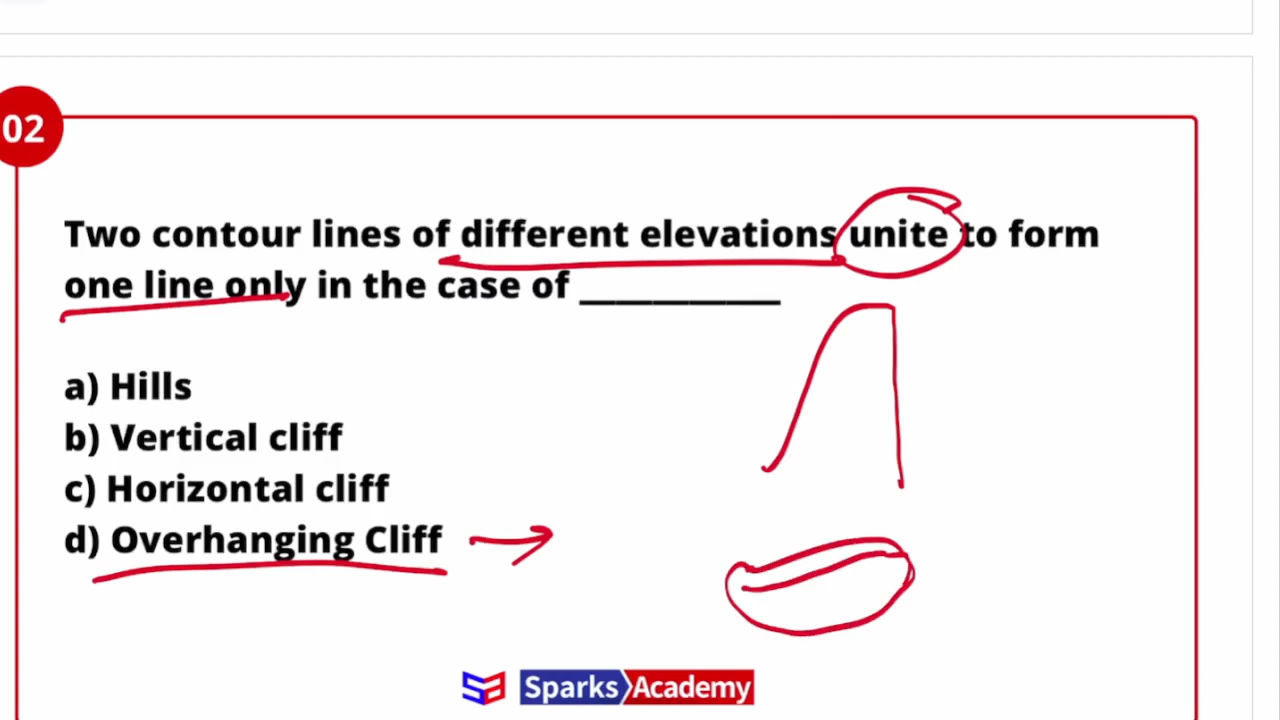 02
Two contour lines of different elevations unite to form
one line only in the case of ____________
a) Hills
b) Vertical cliff
c) Horizontal cliff
d) Overhanging Cliff
Sparks Academy